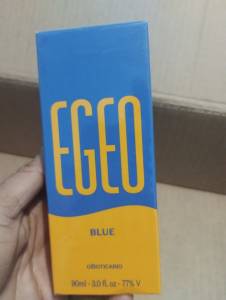 EGEO
BLUE
oBOTICÁRIO
90ml - 3.0 fl. oz - 77% V